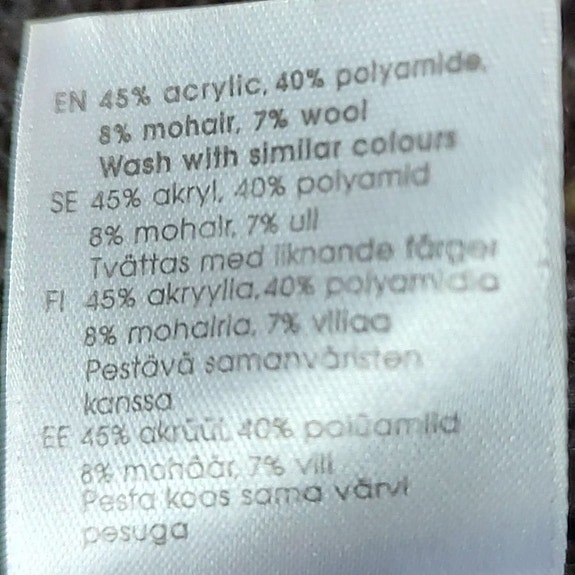 EN 45% acrylic, 40% polyamide,
8% mohair, 7% wool
Wash with similar colours
SE 45% akryl, 40% polyamid
8% mohair, 7% ull
Tvättas med liknande färger
FI 45% akryylia, 40% polyamidia
8% mohairia, 7% villaa
Pestävä samanväristen
kanssa
EE 45% akrüül, 40% polüamiid
8% mohäär, 7% vill
Pesta koos sama värvi
pesuga